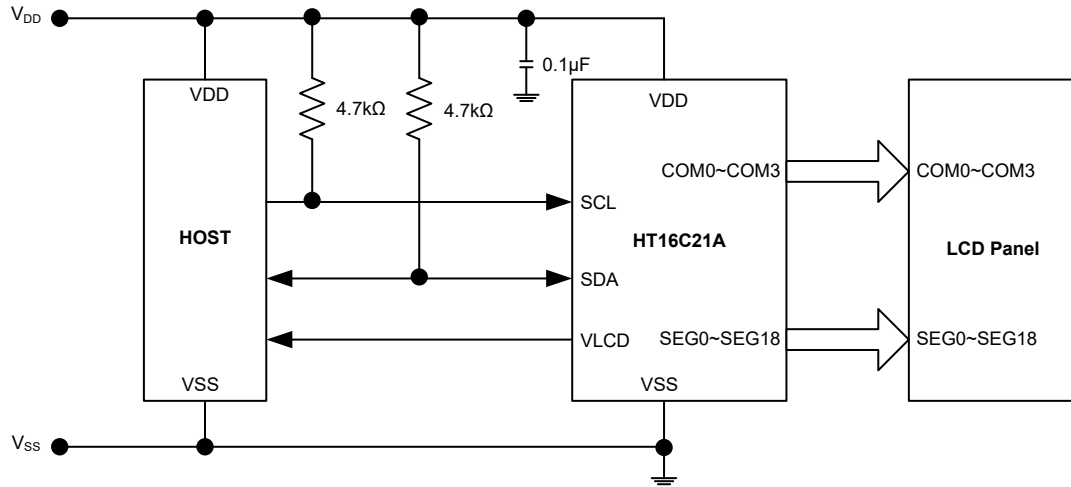 VDD
VDD
4.7kΩ
4.7kΩ
0.1µF
VDD
COM0~COM3
COM0~COM3
SCL
HOST
HT16C21A
LCD Panel
SDA
VLCD
SEG0~SEG18
SEG0~SEG18
VSS
VSS
VSS